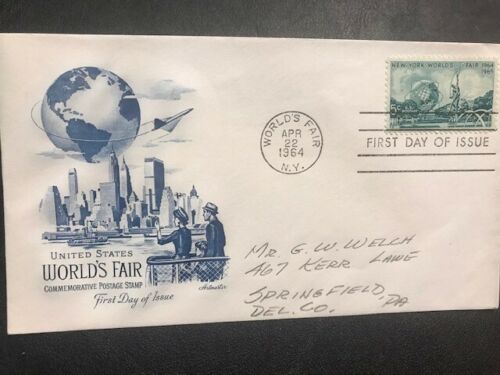 NEW YORK WORLD'S FAIR 1964
1965
WORLD'S FAIR
APR
22
1964
N.Y.
FIRST DAY OF ISSUE
UNITED STATES
WORLD'S FAIR
COMMEMORATIVE POSTAGE STAMP
First Day of Issue
Artmaster
MR. G. W. WELCH
467 KERR LANE
SPRINGFIELD,
DEL. CO. PA